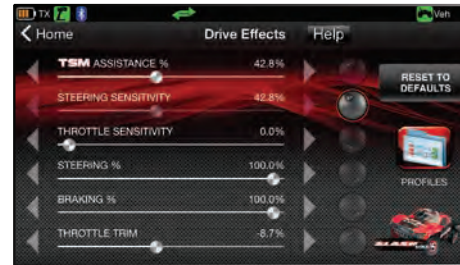 TX
Veh
Home
Drive Effects
Help
TSM ASSISTANCE %
42.8%
STEERING SENSITIVITY
42.8%
THROTTLE SENSITIVITY
0.0%
STEERING %
100.0%
BRAKING %
100.0%
THROTTLE TRIM
-8.7%
RESET TO
DEFAULTS
PROFILES
SLASH